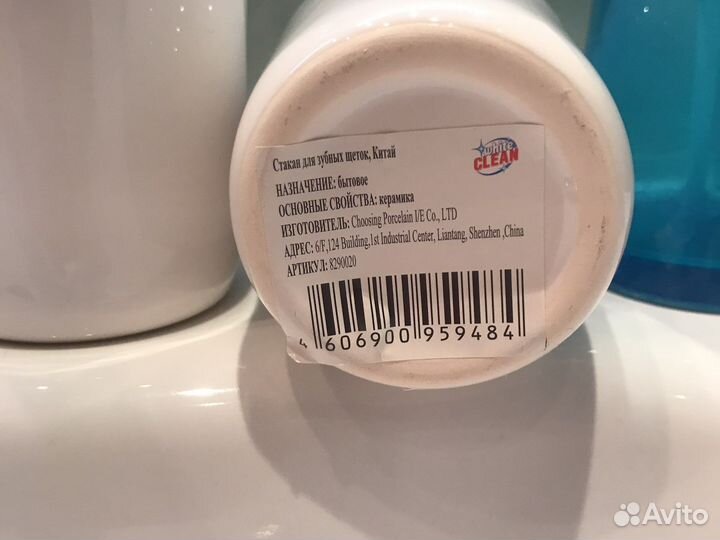 Стакан для зубных щеток, Китай
white
CLEAN
НАЗНАЧЕНИЕ: бытовое
ОСНОВНЫЕ СВОЙСТВА: керамика
ИЗГОТОВИТЕЛЬ: Choosing Porcelain I/E Co., LTD
АДРЕС: 6/F,124 Building,1st Industrial Center, Liantang, Shenzhen ,China
АРТИКУЛ: 8290020
4 606900 959484
Avito